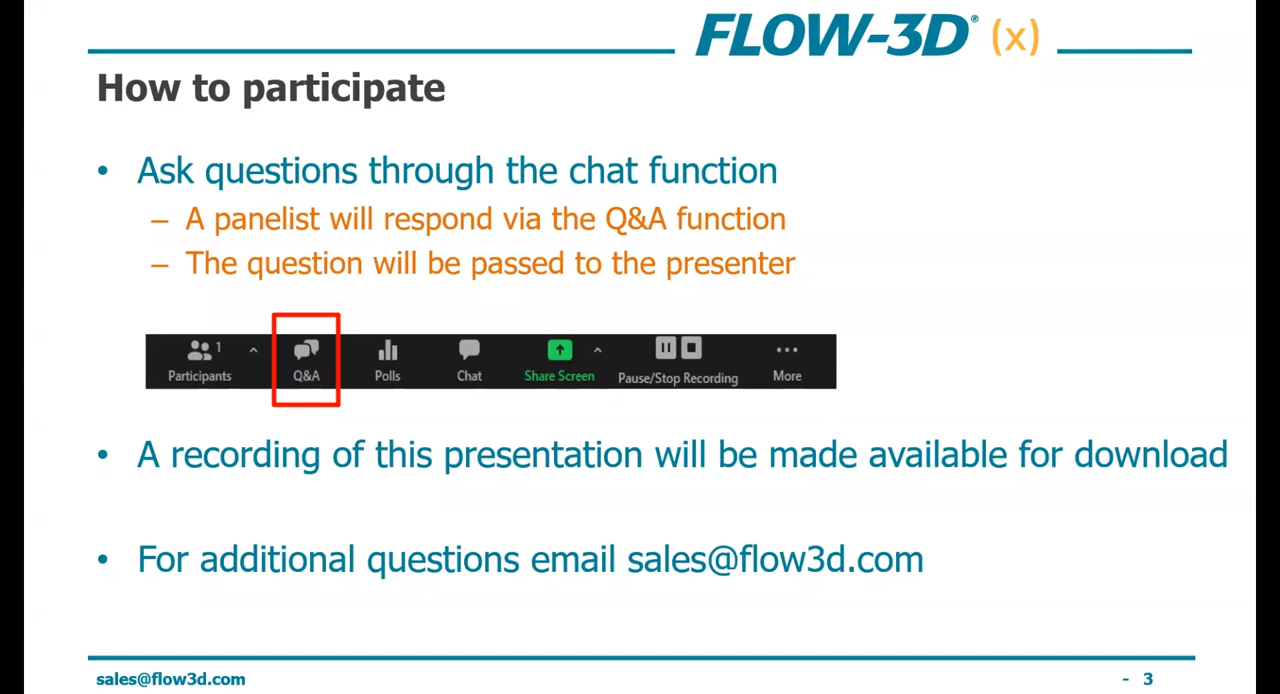 FLOW-3D® (x)
How to participate
• Ask questions through the chat function
– A panelist will respond via the Q&A function
– The question will be passed to the presenter
Participants 1 Q&A Polls Chat Share Screen Pause/Stop Recording More
• A recording of this presentation will be made available for download
• For additional questions email sales@flow3d.com
sales@flow3d.com - 3